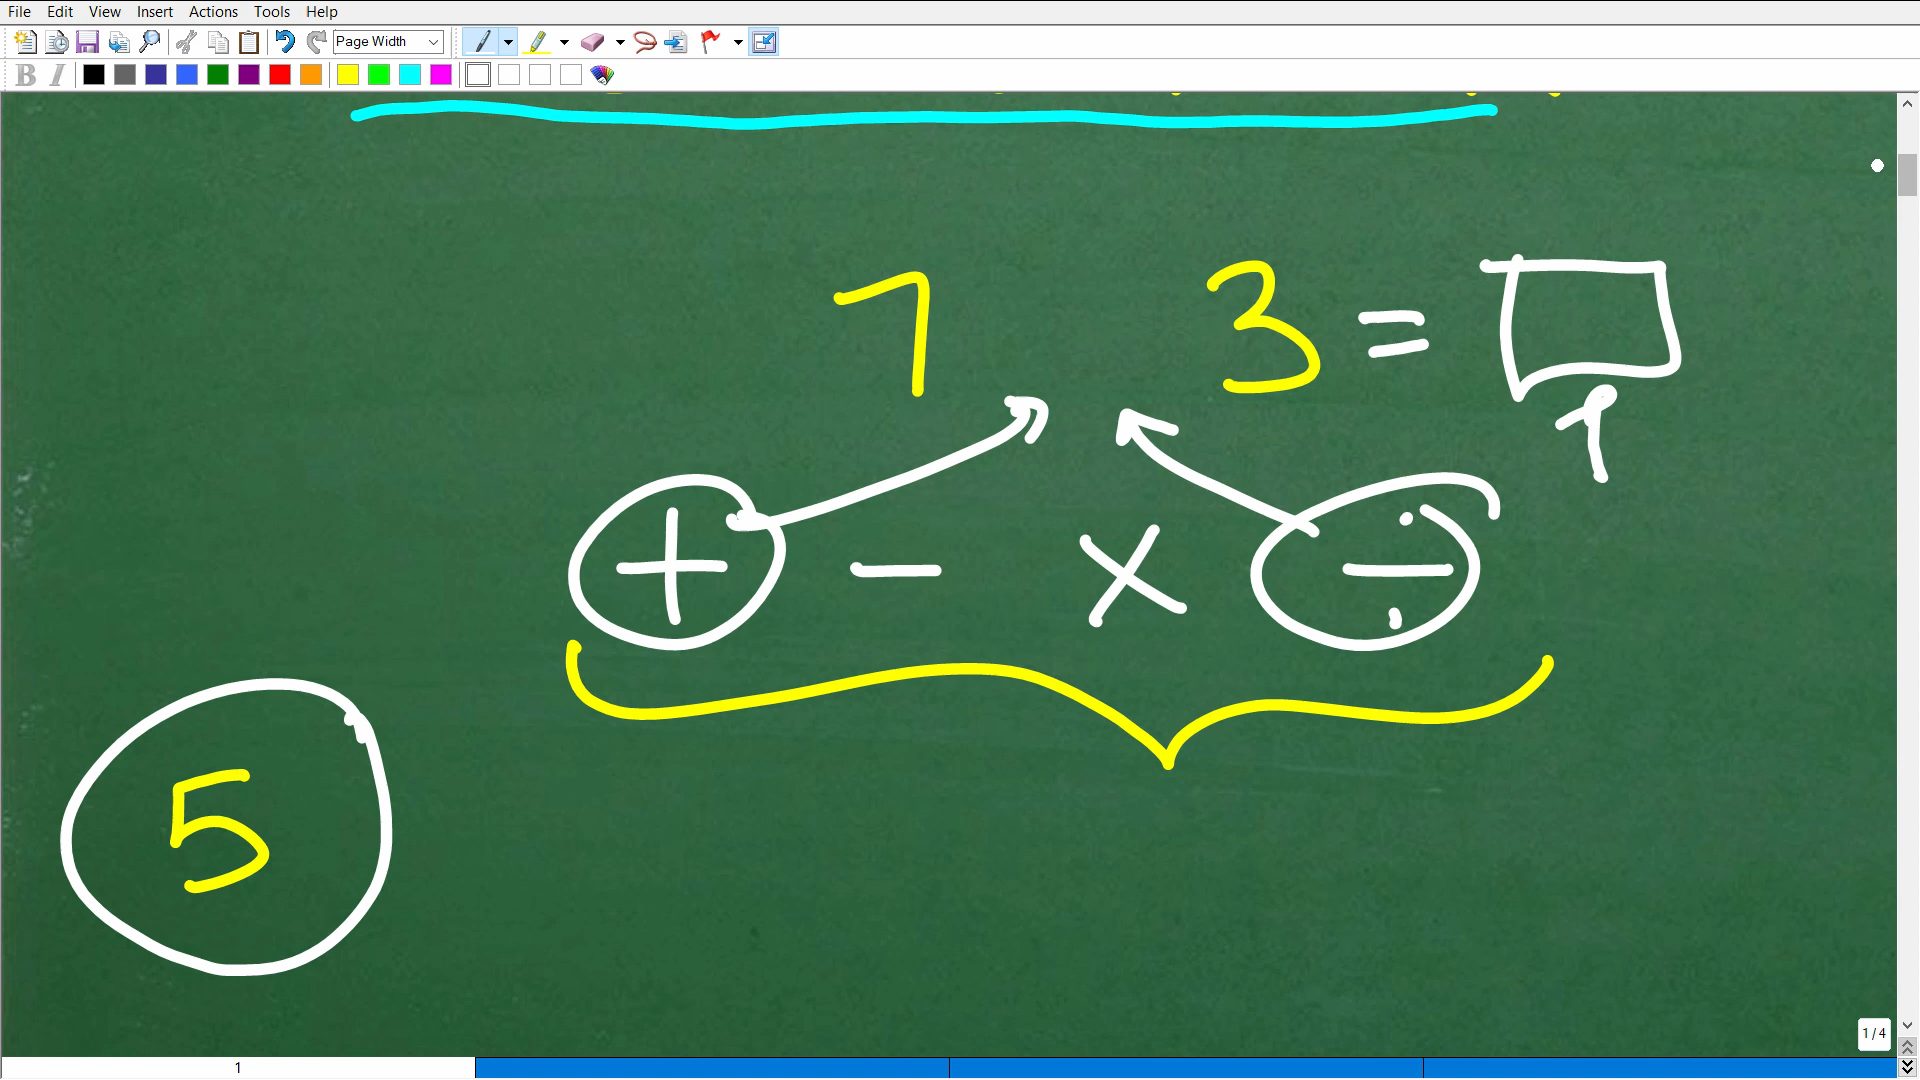 File Edit View Insert Actions Tools Help
Page Width
B I
7 3 =
+ − × ÷
5
1 / 4
1